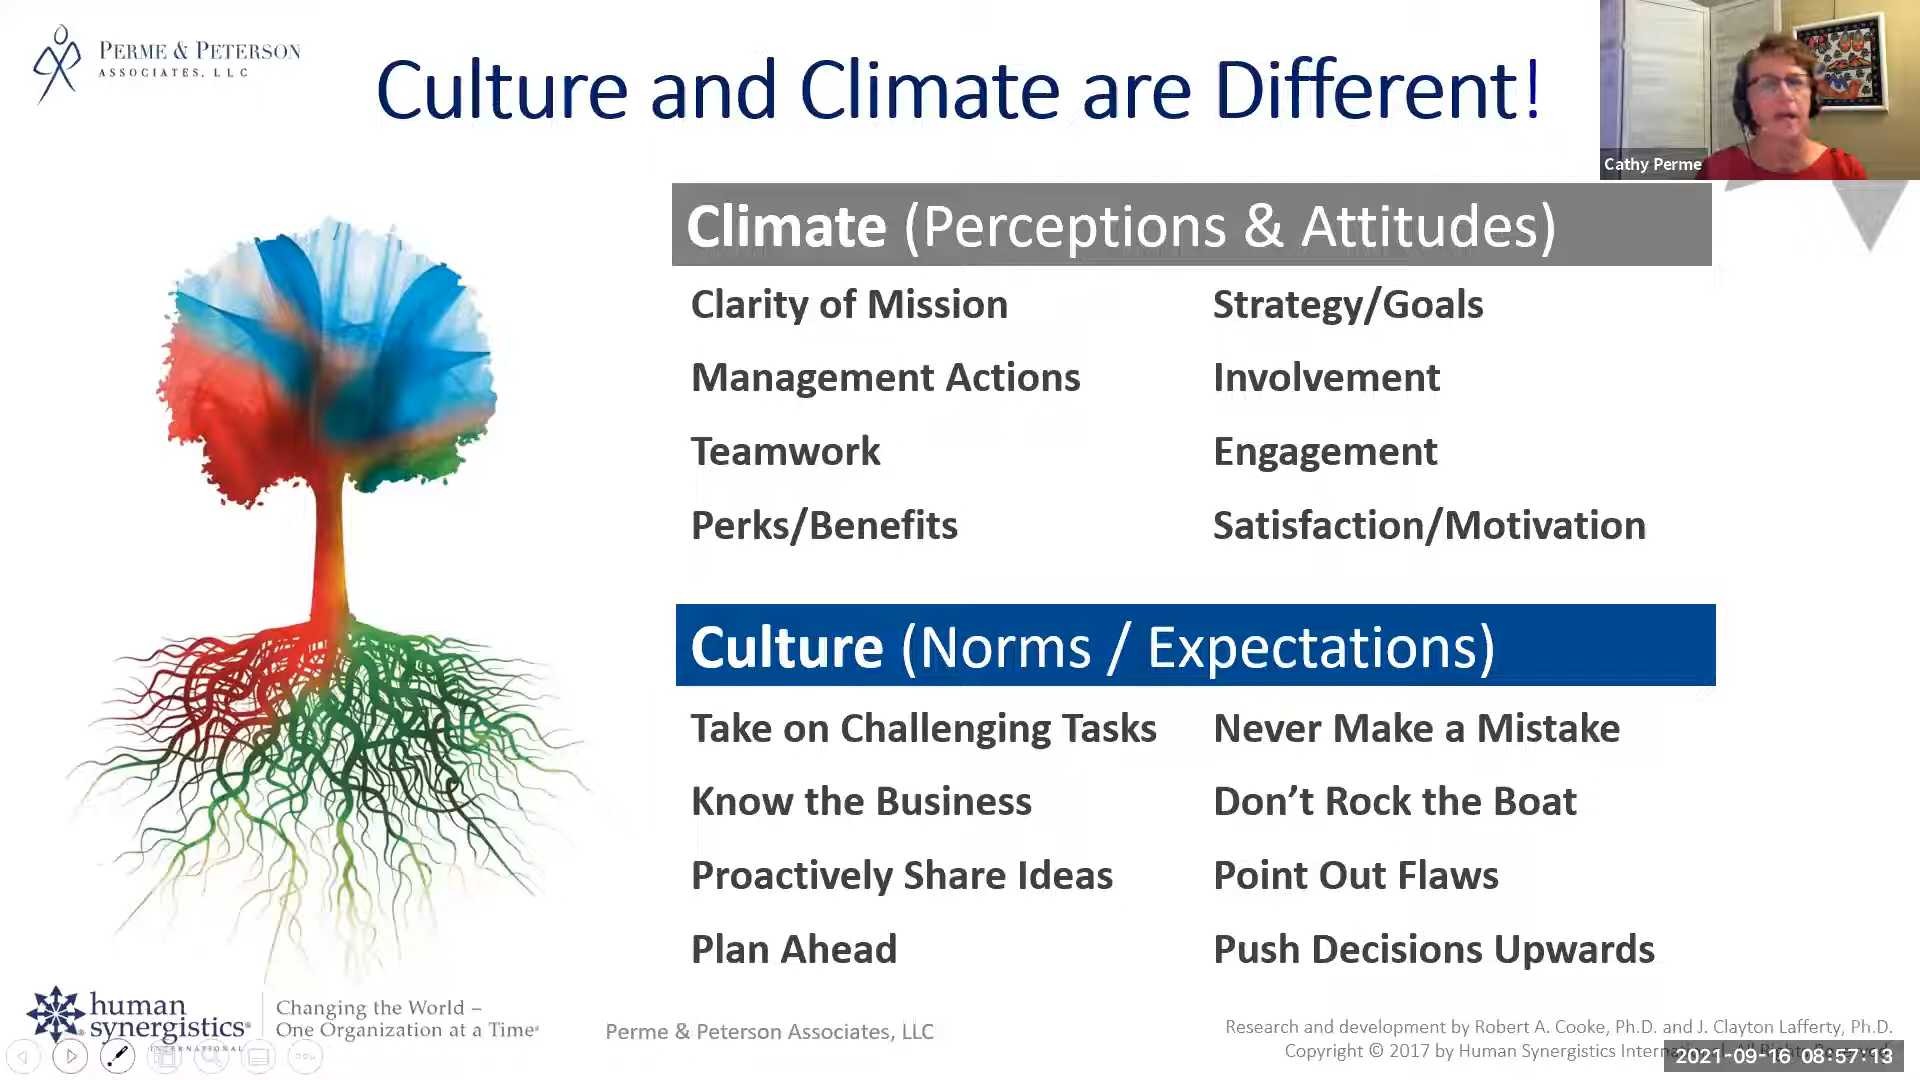 PERME & PETERSON
ASSOCIATES, LLC
Culture and Climate are Different!
Cathy Perme
Climate (Perceptions & Attitudes)
Clarity of Mission
Strategy/Goals
Management Actions
Involvement
Teamwork
Engagement
Perks/Benefits
Satisfaction/Motivation
Culture (Norms / Expectations)
Take on Challenging Tasks
Never Make a Mistake
Know the Business
Don’t Rock the Boat
Proactively Share Ideas
Point Out Flaws
Plan Ahead
Push Decisions Upwards
human
synergistics®
INTERNATIONAL
Changing the World –
One Organization at a Time®
Perme & Peterson Associates, LLC
Research and development by Robert A. Cooke, Ph.D. and J. Clayton Lafferty, Ph.D.
Copyright © 2017 by Human Synergistics
2021-09-16 08:57:13